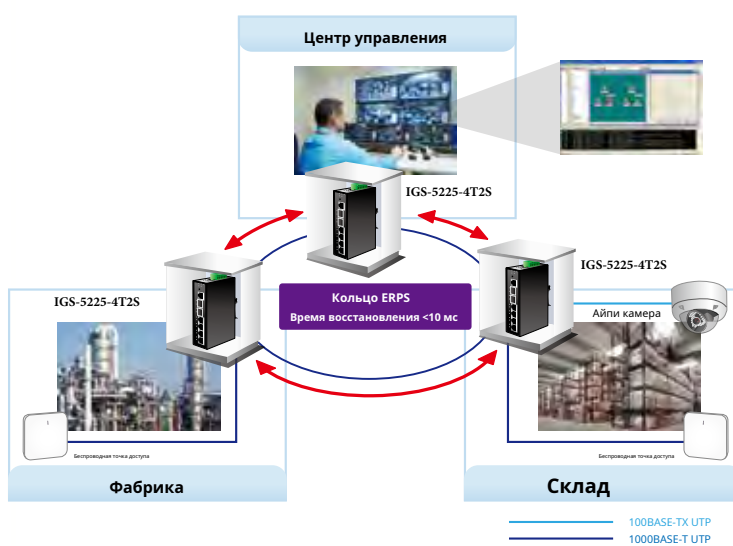 Центр управления
IGS-5225-4T2S
IGS-5225-4T2S
IGS-5225-4T2S
Кольцо ERPS
Время восстановления <10 мс
Айпи камера
Беспроводная точка доступа
Беспроводная точка доступа
Фабрика
Склад
100BASE-TX UTP
1000BASE-T UTP